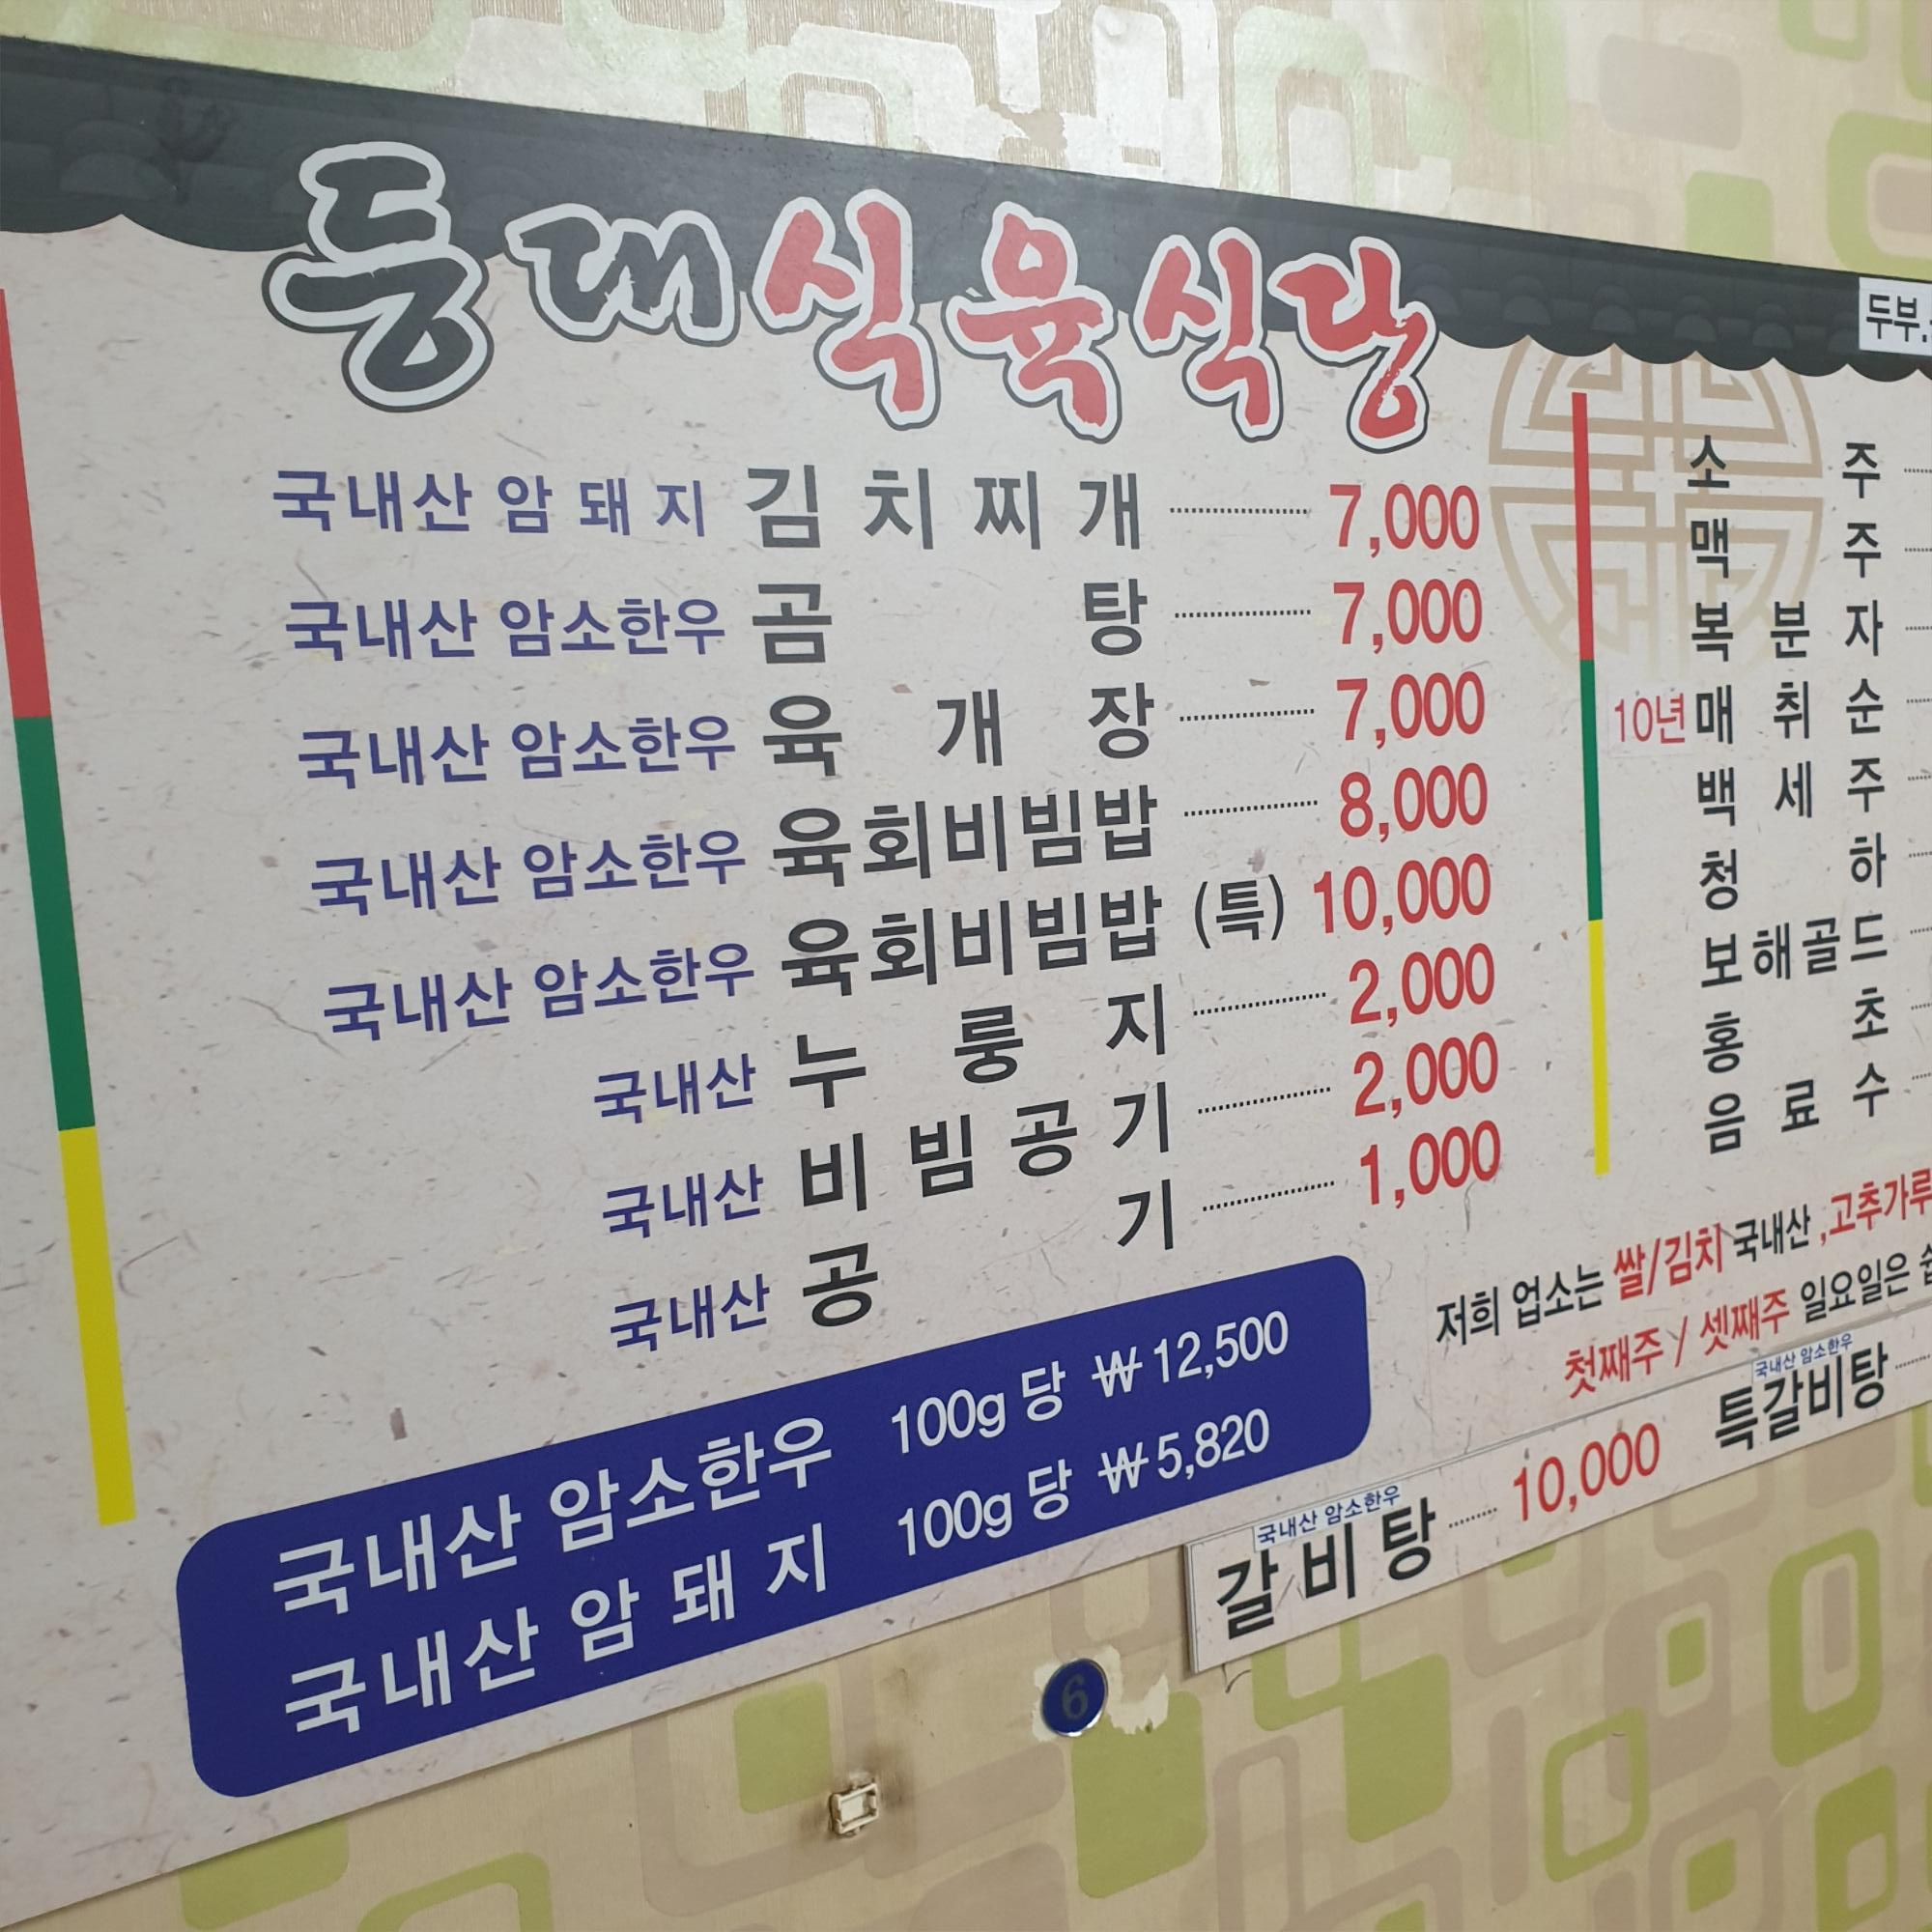 등대식육식당
국내산 암돼지 김치찌개 7,000
국내산 암소한우 곰탕 7,000
국내산 암소한우 육개장 7,000
국내산 암소한우 육회비빔밥 8,000
국내산 암소한우 육회비빔밥 (특) 10,000
국내산 누룽지 2,000
국내산 비빔공기 2,000
국내산 공기 1,000
국내산 암소한우 100g당 ₩12,500
국내산 암돼지 100g당 ₩5,820
두부.
소주
맥주
복분자
10년 매취순
백세주
청하
보해골드
홍초
음료수
저희 업소는 쌀/김치 국내산,고추가루
첫째주 / 셋째주 일요일은
국내산 암소한우
갈비탕 10,000
국내산 암소한우
특갈비탕
6